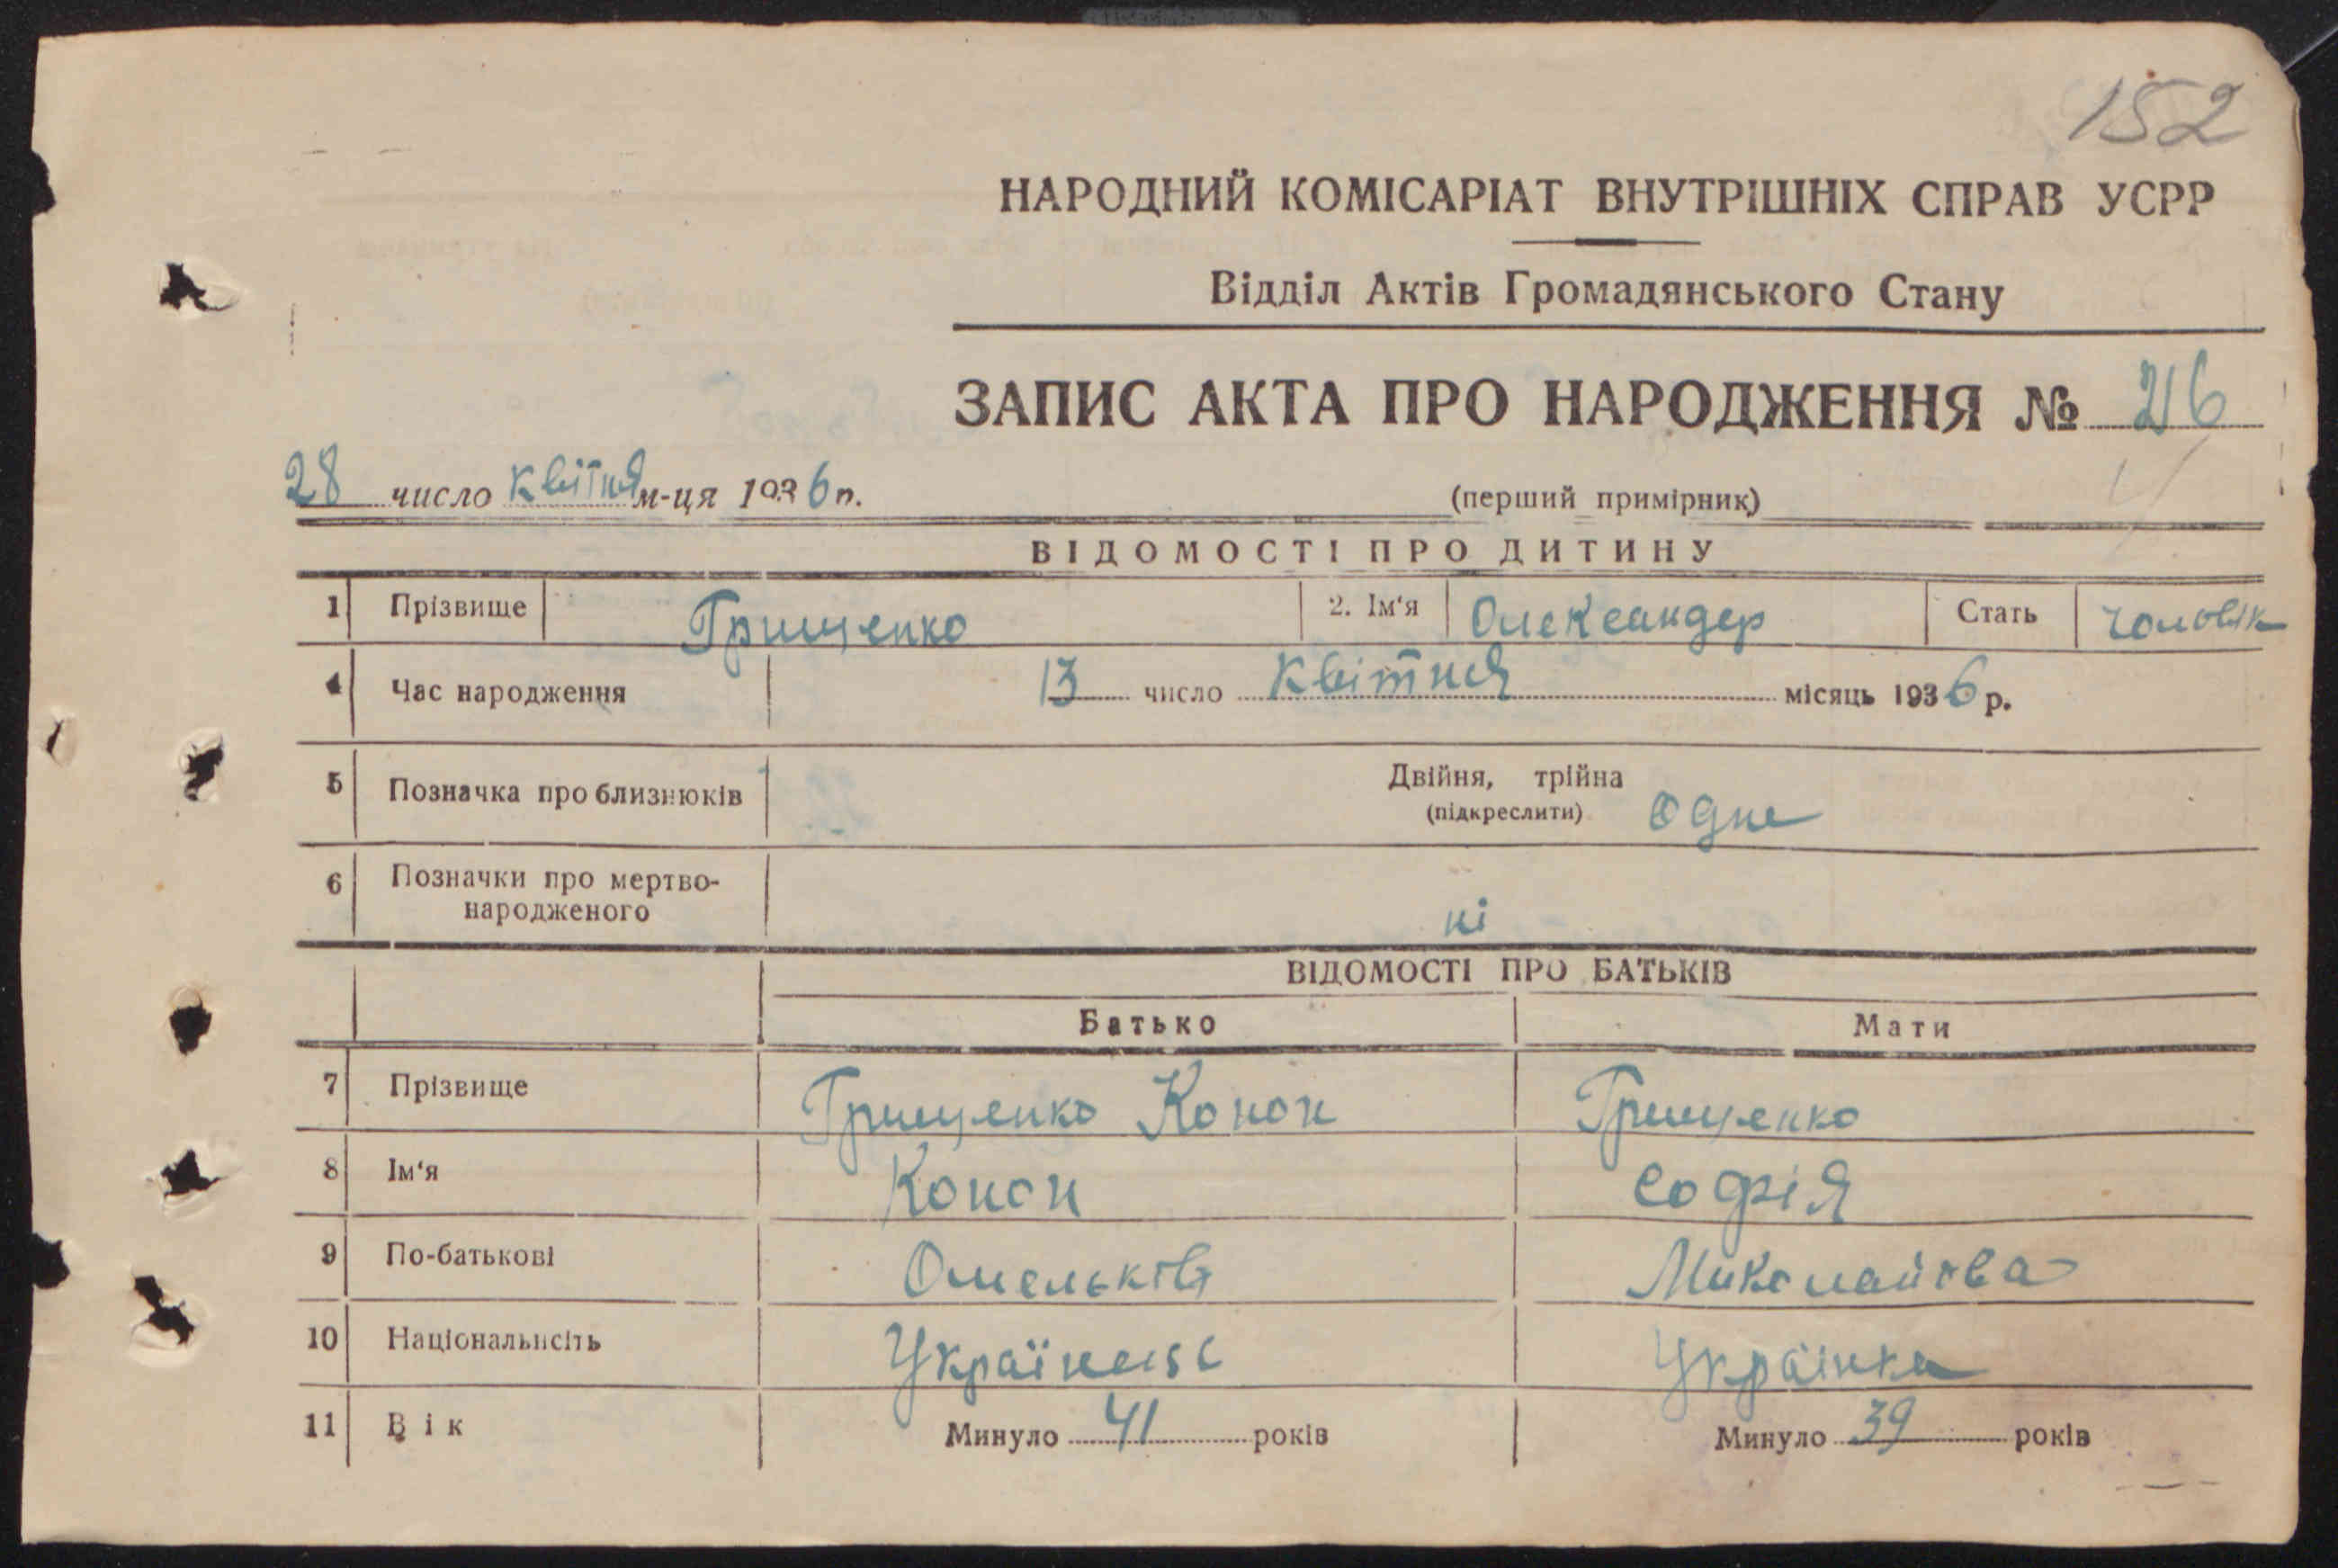 152
НАРОДНИЙ КОМІСАРІАТ ВНУТРІШНІХ СПРАВ УСРР
Відділ Актів Громадянського Стану
ЗАПИС АКТА ПРО НАРОДЖЕННЯ № 216
28 число квітня м-ця 1936 р.
(перший примірник)
ВІДОМОСТІ ПРО ДИТИНУ
1 Прізвище Грищенко 2. Ім'я Олександер Стать чоловік
4 Час народження 13 число квітня місяць 1936 р.
5 Позначка про близнюків Двійня, трійна (підкреслити) Одне
6 Позначки про мертво-
народженого ні
ВІДОМОСТІ ПРО БАТЬКІВ
Батько Мати
7 Прізвище Грищенко Конон Грищенко
8 Ім'я Конон Софія
9 По-батькові Омельків Миколайова
10 Національність Українець Українка
11 Вік Минуло 41 років Минуло 39 років